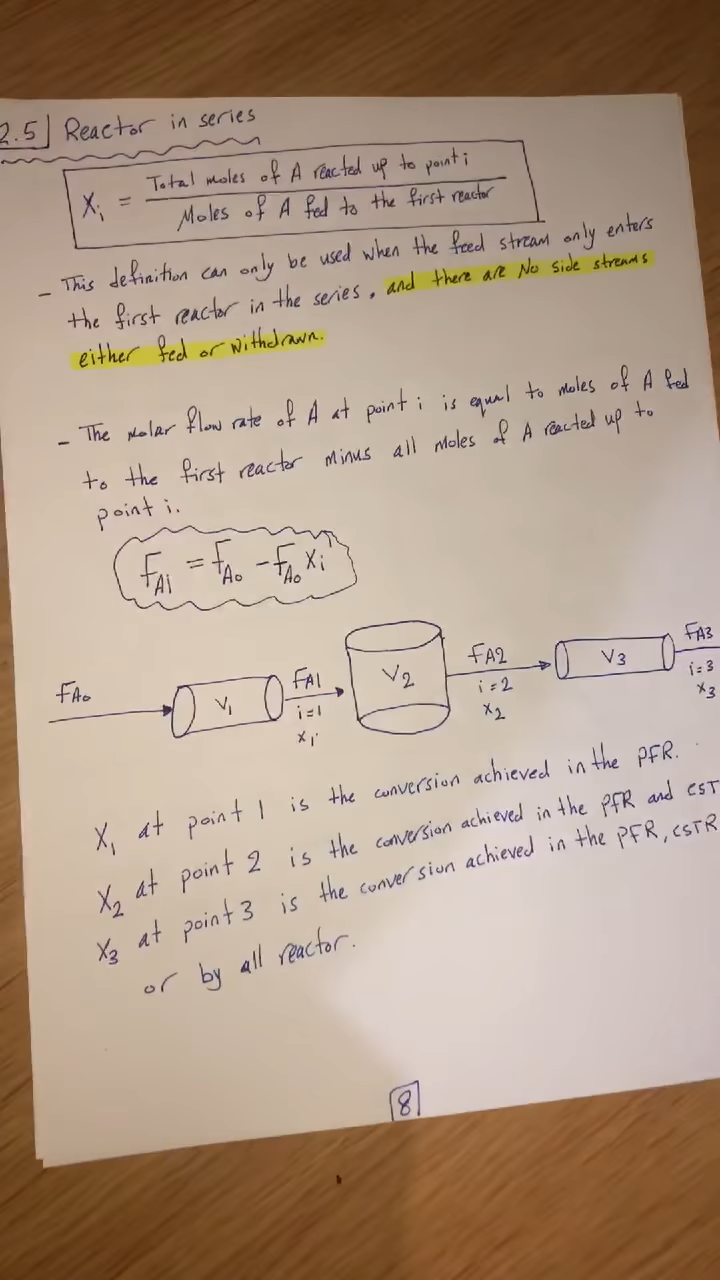 2.5 Reactor in series
Xi = Total moles of A reacted up to point i
Moles of A fed to the first reactor
- This definition can only be used when the feed stream only enters
the first reactor in the series, and there are No side streams
either fed or withdrawn.
- The molar flow rate of A at point i is equal to moles of A fed
to the first reactor minus all moles of A reacted up to
point i.
FAi = FAo - FAo Xi
FAo V1 FA1 V2 FA2 V3 FA3
i=1 i=2 i=3
X1 X2 X3
X1 at point 1 is the conversion achieved in the PFR.
X2 at point 2 is the conversion achieved in the PFR and CST
X3 at point 3 is the conversion achieved in the PFR, CSTR
or by all reactor.
8